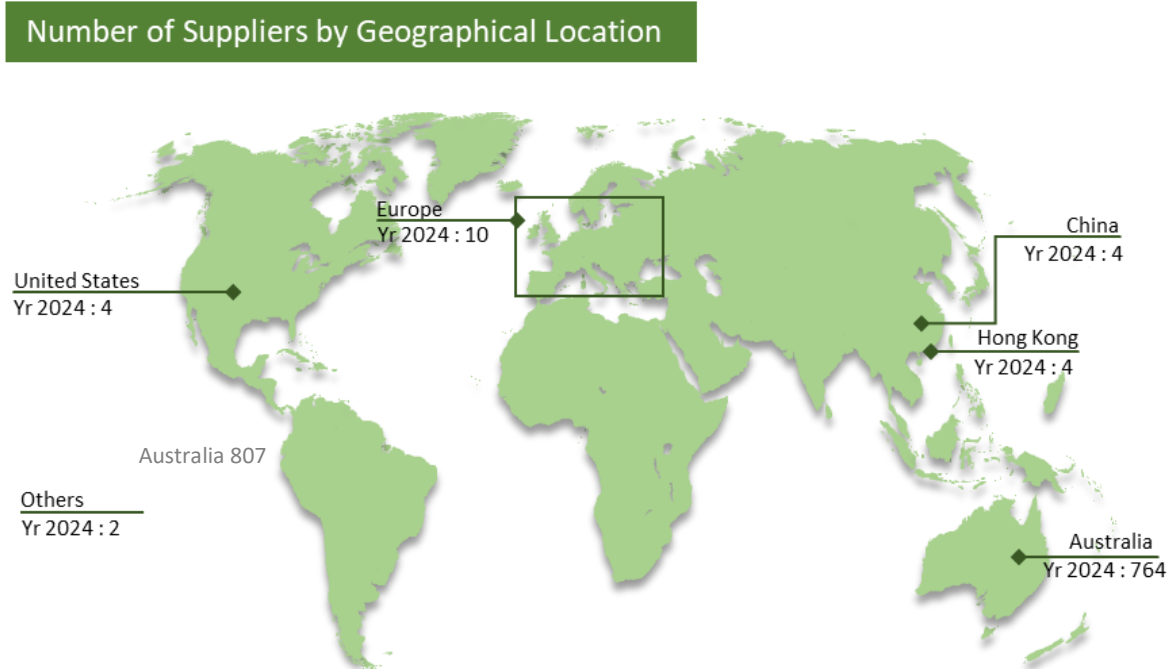 Number of Suppliers by Geographical Location
Europe
Yr 2024 : 10
China
Yr 2024 : 4
United States
Yr 2024 : 4
Hong Kong
Yr 2024 : 4
Australia 807
Others
Yr 2024 : 2
Australia
Yr 2024 : 764